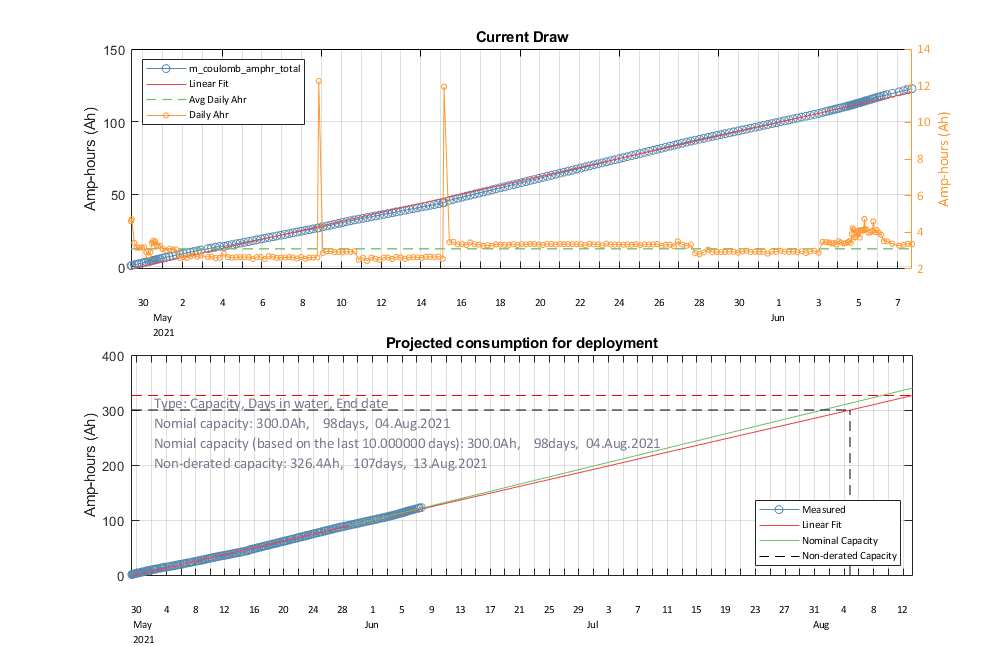 Current Draw
150
100
50
0
Amp-hours (Ah)
m_coulomb_amphr_total
Linear Fit
Avg Daily Ahr
Daily Ahr
14
12
10
8
6
4
2
Amp-hours (Ah)
30 2 4 6 8 10 12 14 16 18 20 22 24 26 28 30 1 3 5 7
May Jun
2021
Projected consumption for deployment
400
300
200
100
0
Amp-hours (Ah)
Type: Capacity, Days in water, End date
Nomial capacity: 300.0Ah, 98days, 04.Aug.2021
Nomial capacity (based on the last 10.000000 days): 300.0Ah, 98days, 04.Aug.2021
Non-derated capacity: 326.4Ah, 107days, 13.Aug.2021
Measured
Linear Fit
Nominal Capacity
Non-derated Capacity
30 4 8 12 16 20 24 28 1 5 9 13 17 21 25 29 3 7 11 15 19 23 27 31 4 8 12
May Jun Jul Aug
2021